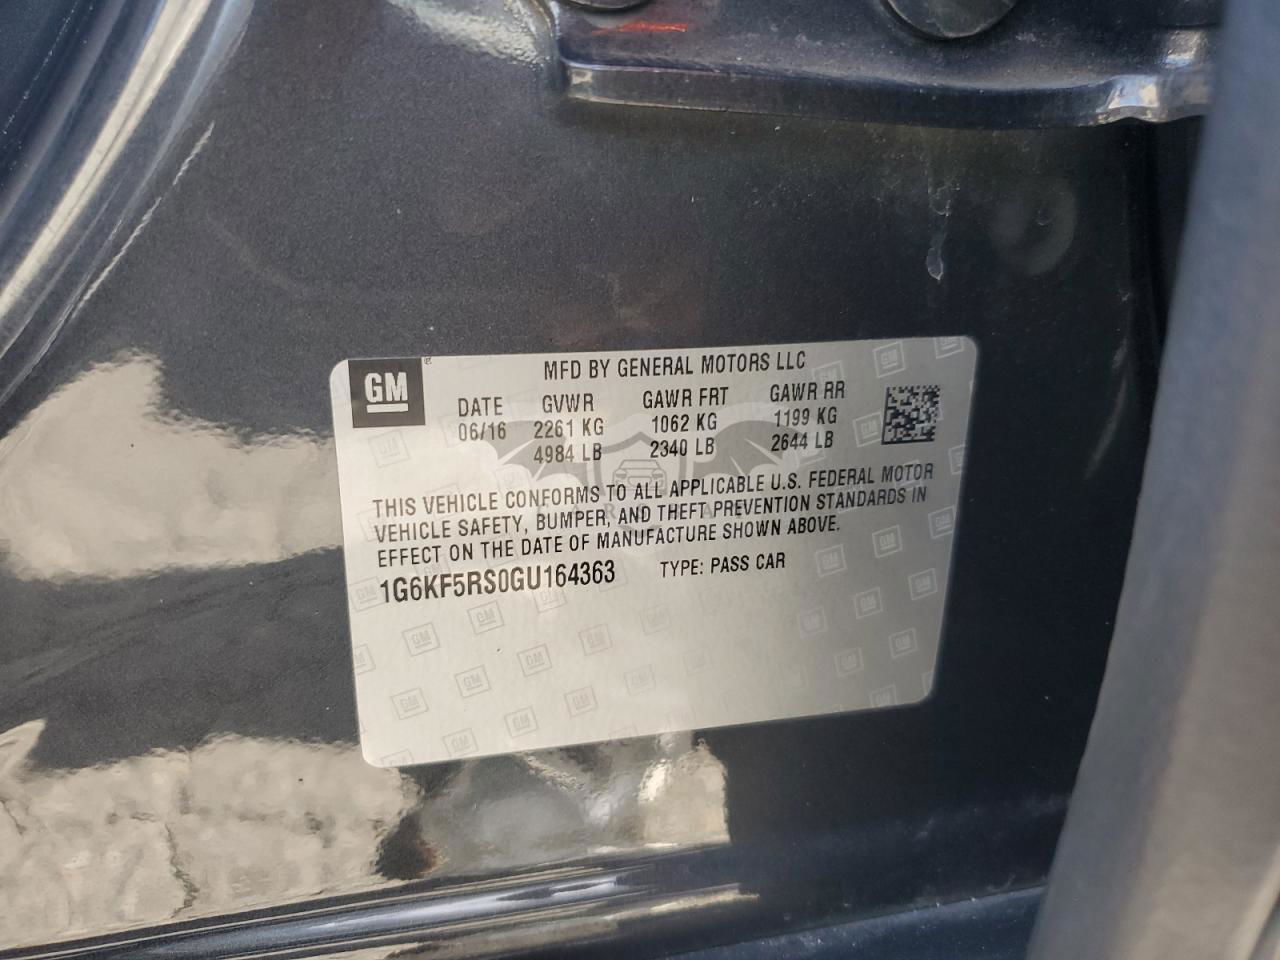 GM
MFD BY GENERAL MOTORS LLC
DATE GVWR GAWR FRT GAWR RR
06/16 2261 KG 1062 KG 1199 KG
4984 LB 2340 LB 2644 LB
THIS VEHICLE CONFORMS TO ALL APPLICABLE U.S. FEDERAL MOTOR
VEHICLE SAFETY, BUMPER, AND THEFT PREVENTION STANDARDS IN
EFFECT ON THE DATE OF MANUFACTURE SHOWN ABOVE.
1G6KF5RS0GU164363 TYPE: PASS CAR